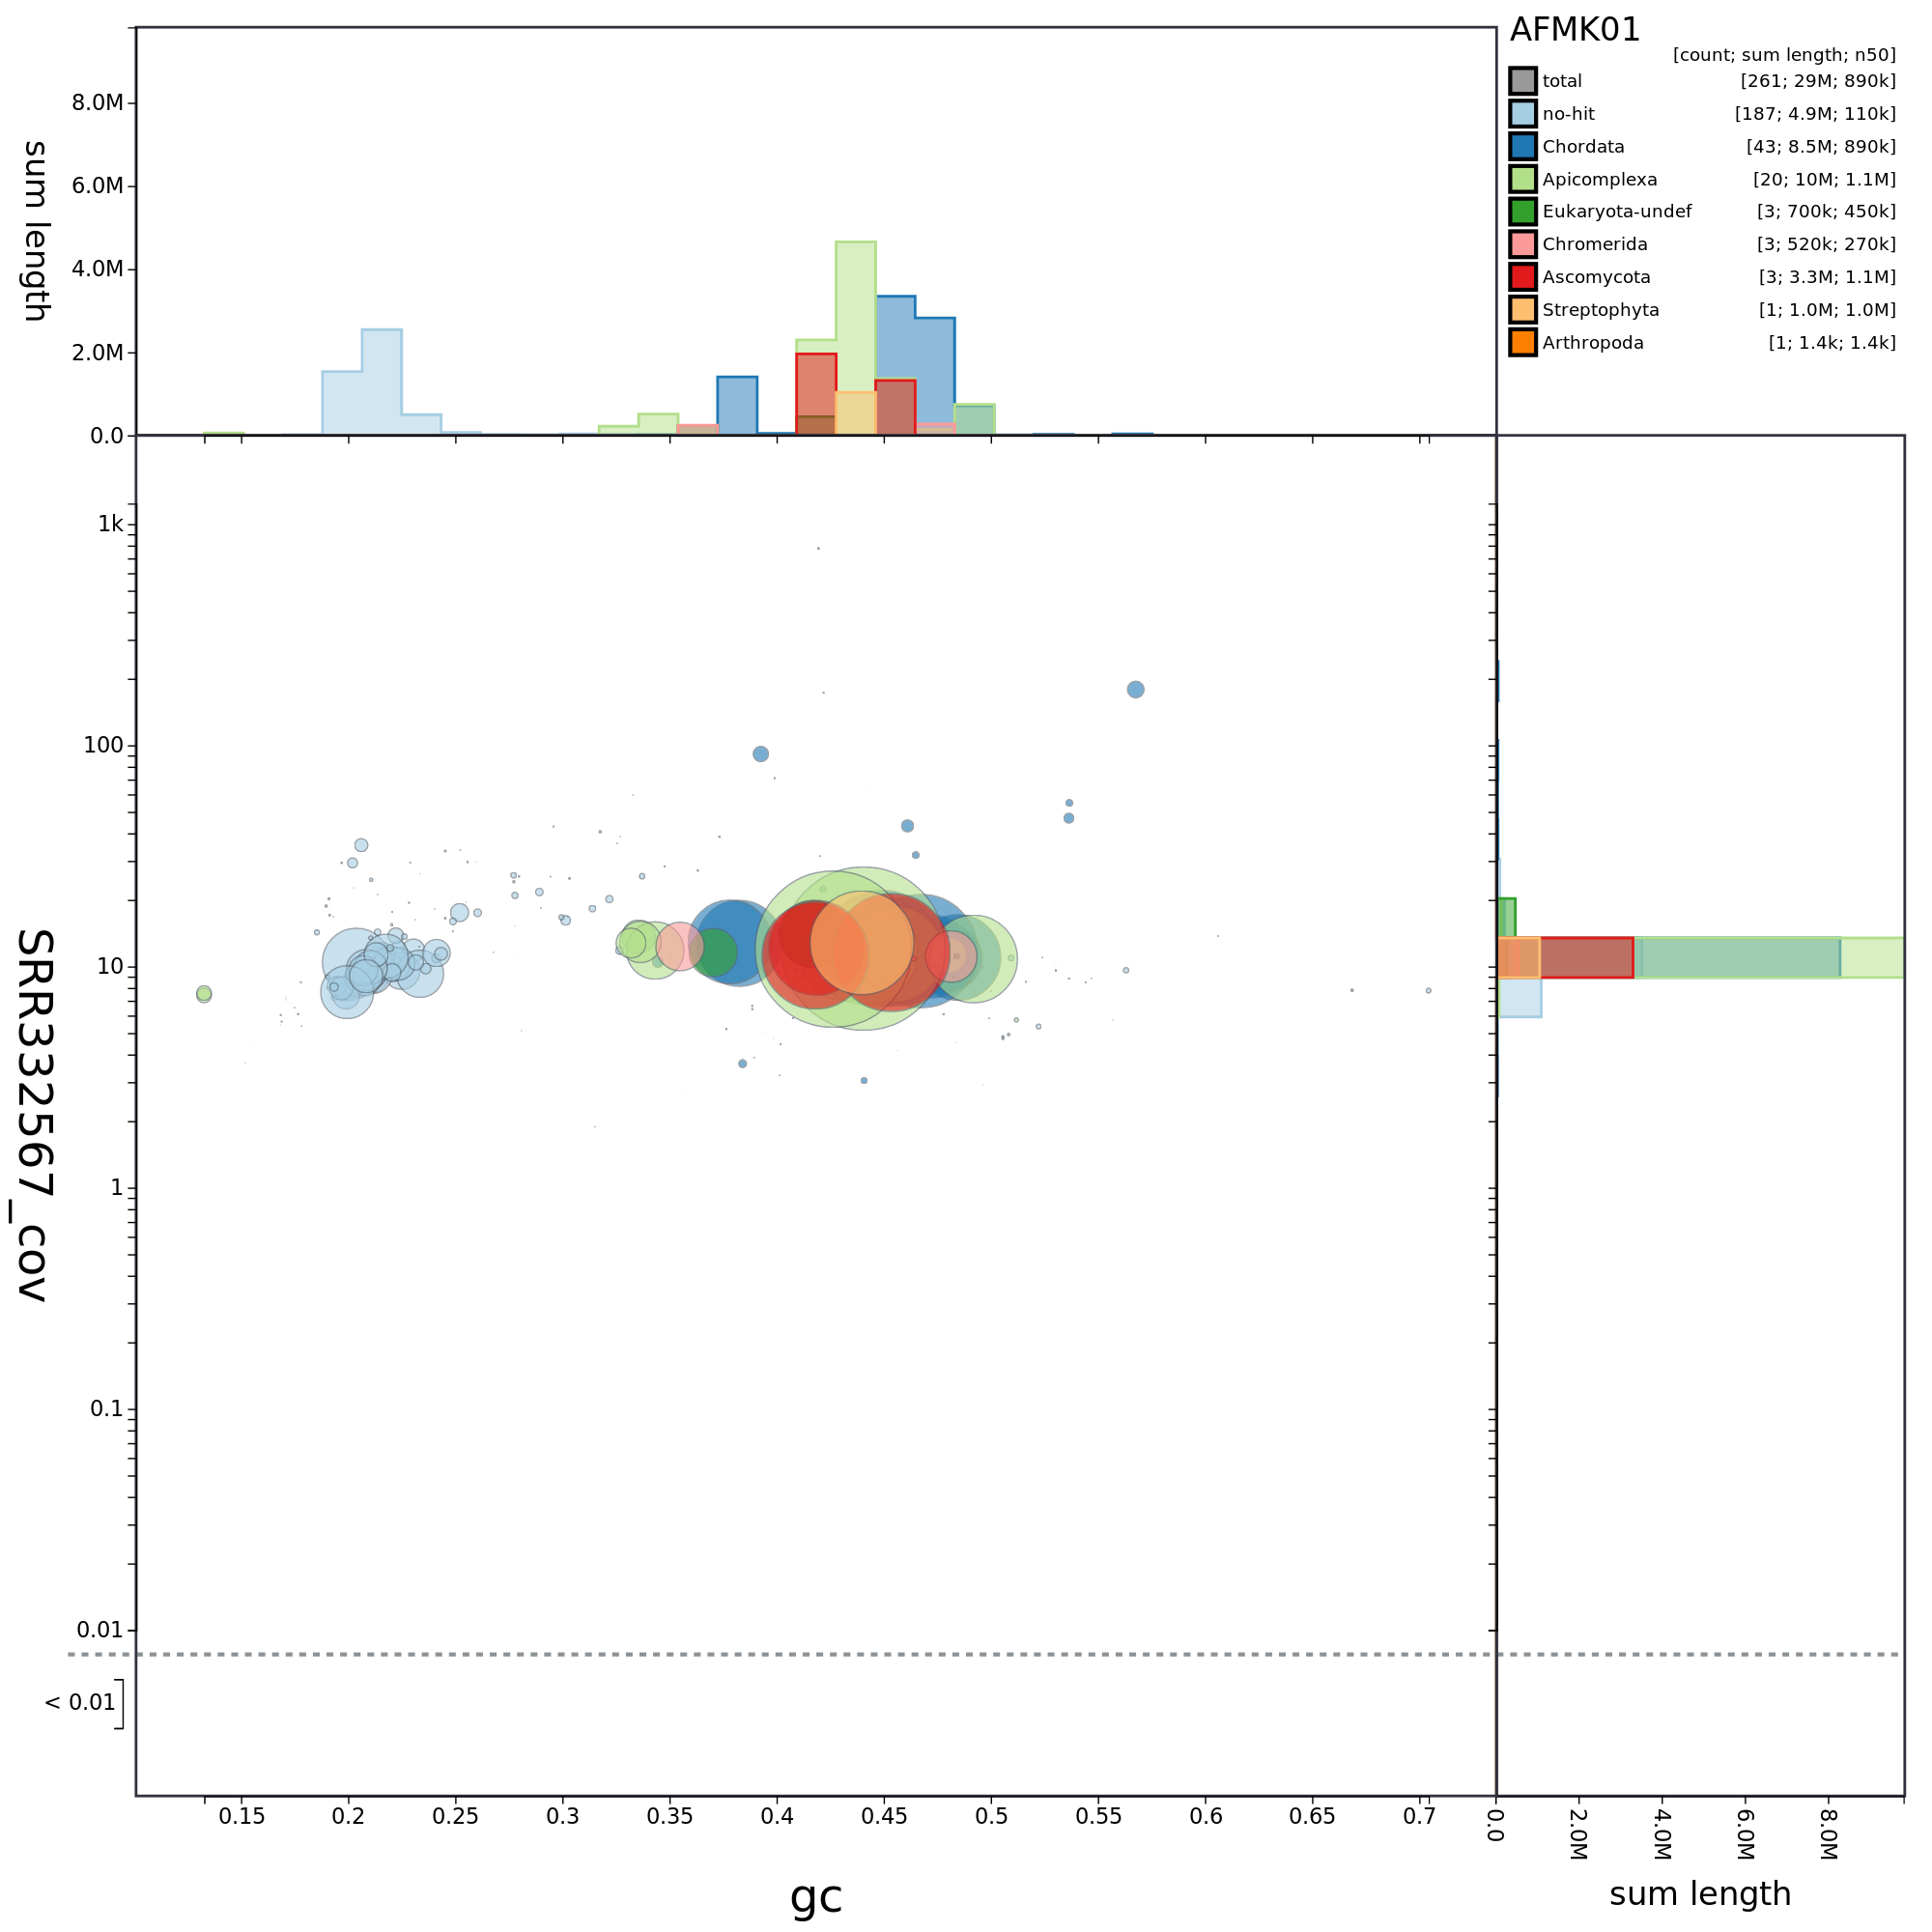 AFMK01
[count; sum length; n50]
total [261; 29M; 890k]
no-hit [187; 4.9M; 110k]
Chordata [43; 8.5M; 890k]
Apicomplexa [20; 10M; 1.1M]
Eukaryota-undef [3; 700k; 450k]
Chromerida [3; 520k; 270k]
Ascomycota [3; 3.3M; 1.1M]
Streptophyta [1; 1.0M; 1.0M]
Arthropoda [1; 1.4k; 1.4k]
sum length
8.0M
6.0M
4.0M
2.0M
0.0
SRR332567_cov
1k
100
10
1
0.1
0.01
< 0.01
0.15 0.2 0.25 0.3 0.35 0.4 0.45 0.5 0.55 0.6 0.65 0.7
gc
0.0 2.0M 4.0M 6.0M 8.0M
sum length